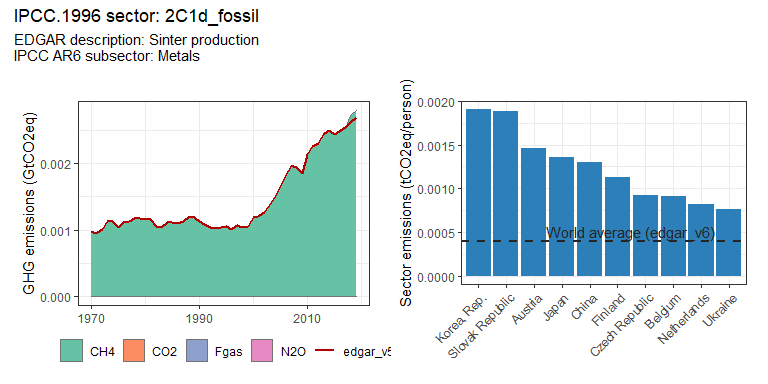 IPCC.1996 sector: 2C1d_fossil
EDGAR description: Sinter production
IPCC AR6 subsector: Metals
GHG emissions (GtCO2eq)
0.002
0.001
0.000
1970
1990
2010
CH4
CO2
Fgas
N2O
edgar_v6
Sector emissions (tCO2eq/person)
0.0020
0.0015
0.0010
0.0005
0.0000
World average (edgar_v6)
Korea Rep.
Slovak Republic
Austria
Japan
China
Finland
Czech Republic
Belgium
Netherlands
Ukraine